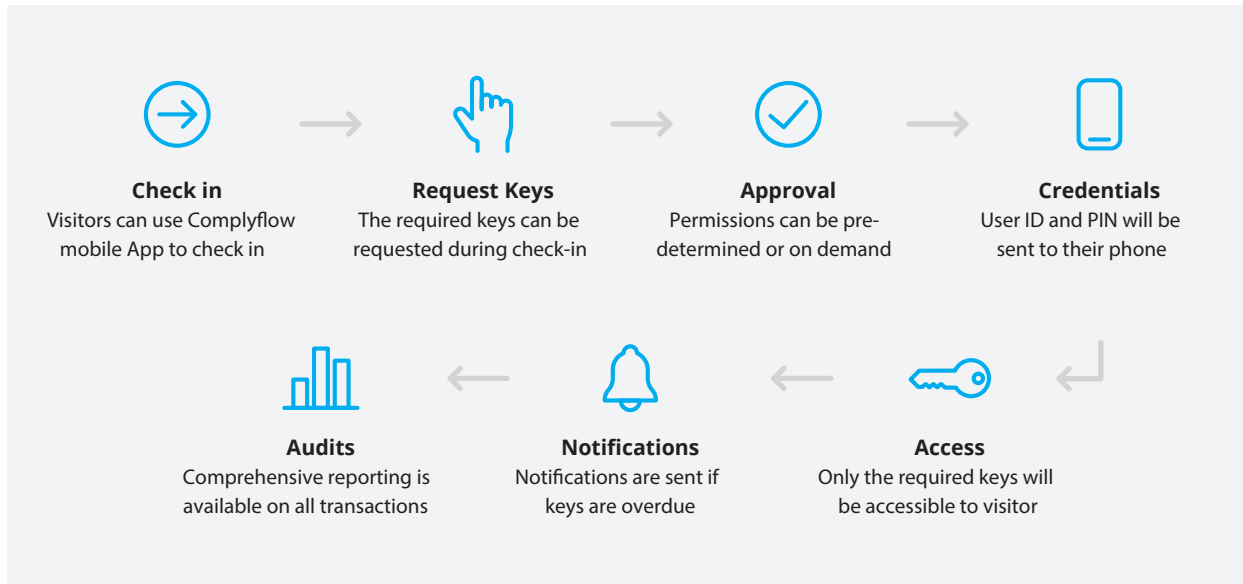 Check in
Visitors can use Complyflow
mobile App to check in
Request Keys
The required keys can be
requested during check-in
Approval
Permissions can be pre-
determined or on demand
Credentials
User ID and PIN will be
sent to their phone
Access
Only the required keys will
be accessible to visitor
Notifications
Notifications are sent if
keys are overdue
Audits
Comprehensive reporting is
available on all transactions